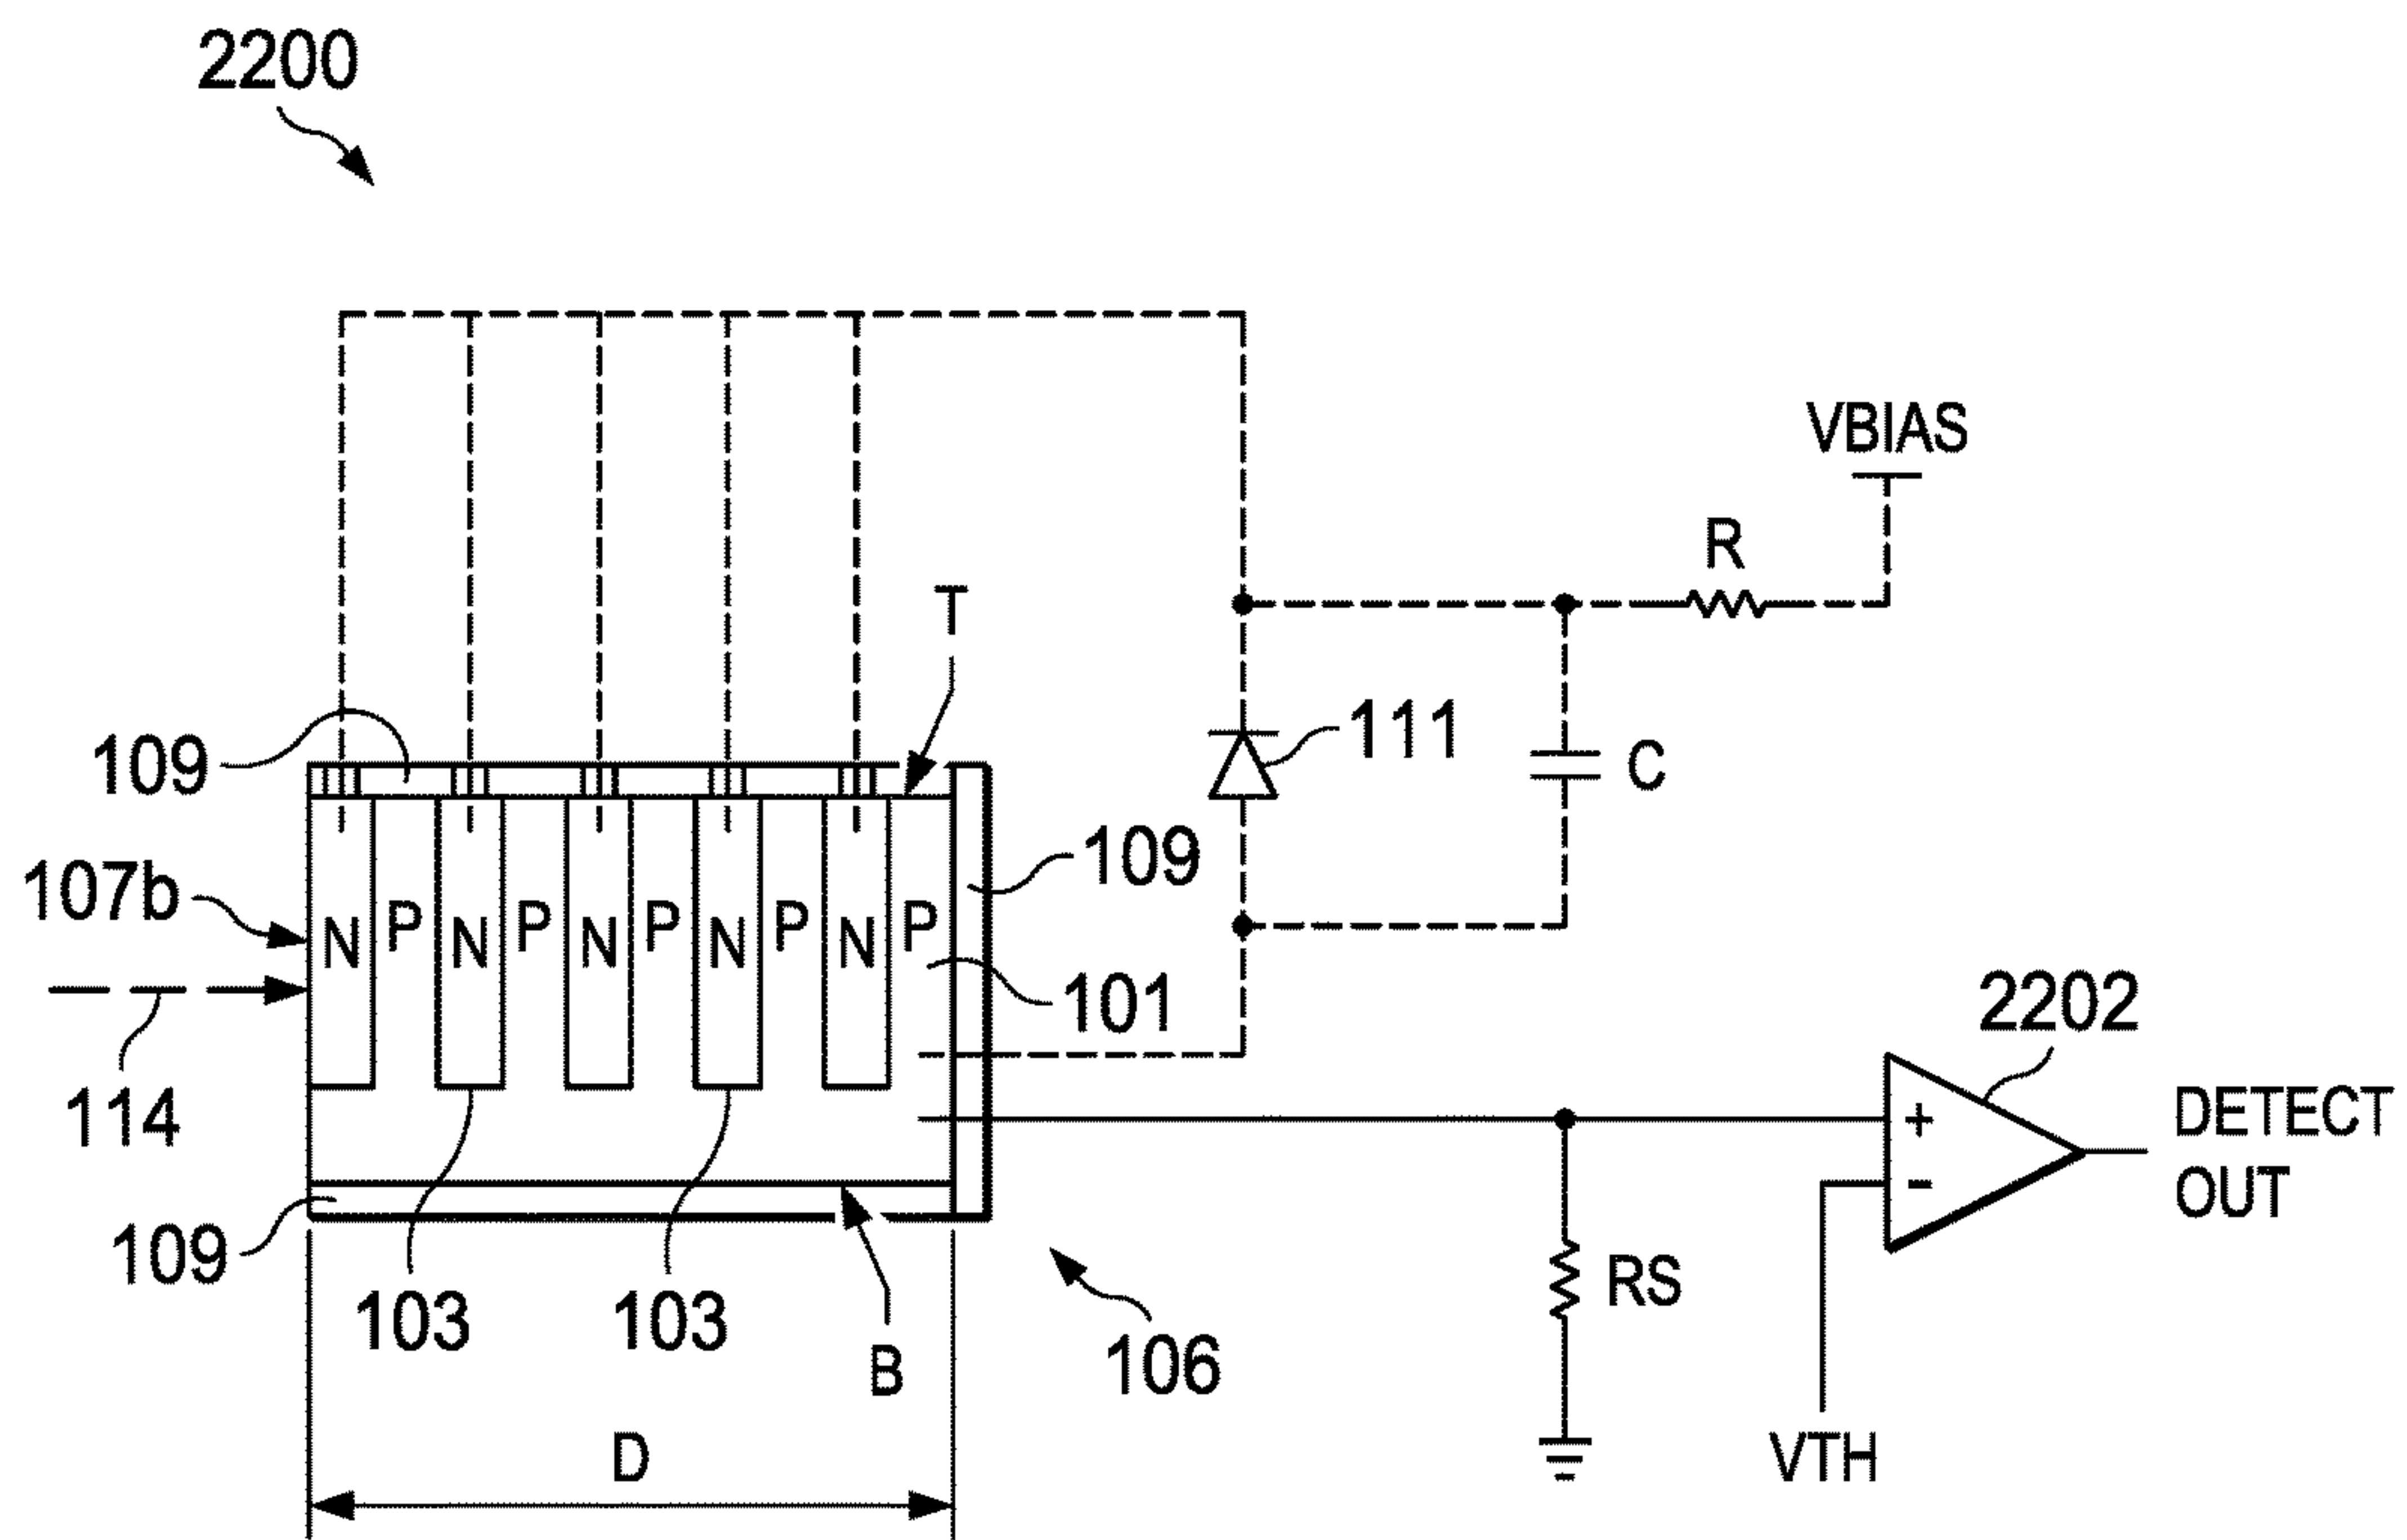 2200
VBIAS
R
T
109
111
C
109
107b
N P N P N P N P N P
101
2202
114
+
DETECT
OUT
-
109
103
103
B
106
RS
D
VTH